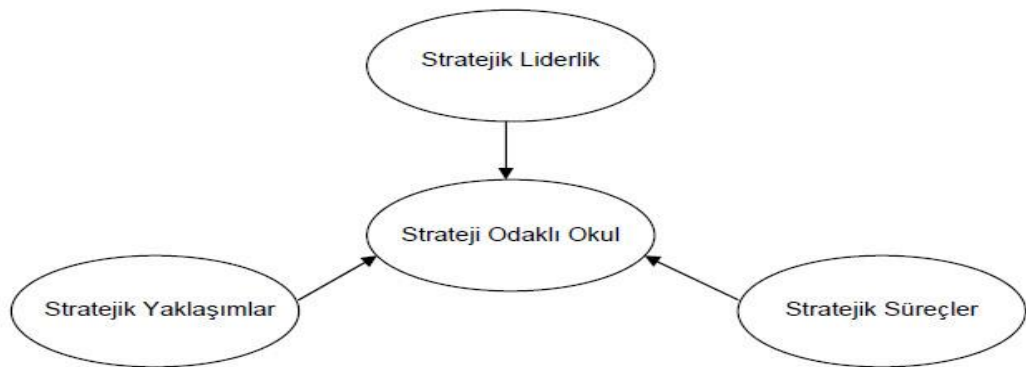 Stratejik Liderlik
Strateji Odaklı Okul
Stratejik Yaklaşımlar
Stratejik Süreçler